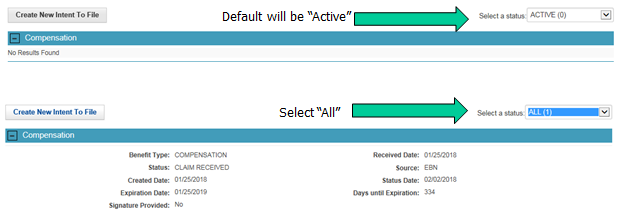 Create New Intent To File
Default will be “Active”
Select a status: ACTIVE (0)
Compensation
No Results Found
Create New Intent To File
Select “All”
Select a status: ALL (1)
Compensation
Benefit Type: COMPENSATION Received Date: 01/25/2018
Status: CLAIM RECEIVED Source: EBN
Created Date: 01/25/2018 Status Date: 02/02/2018
Expiration Date: 01/25/2019 Days until Expiration: 334
Signature Provided: No